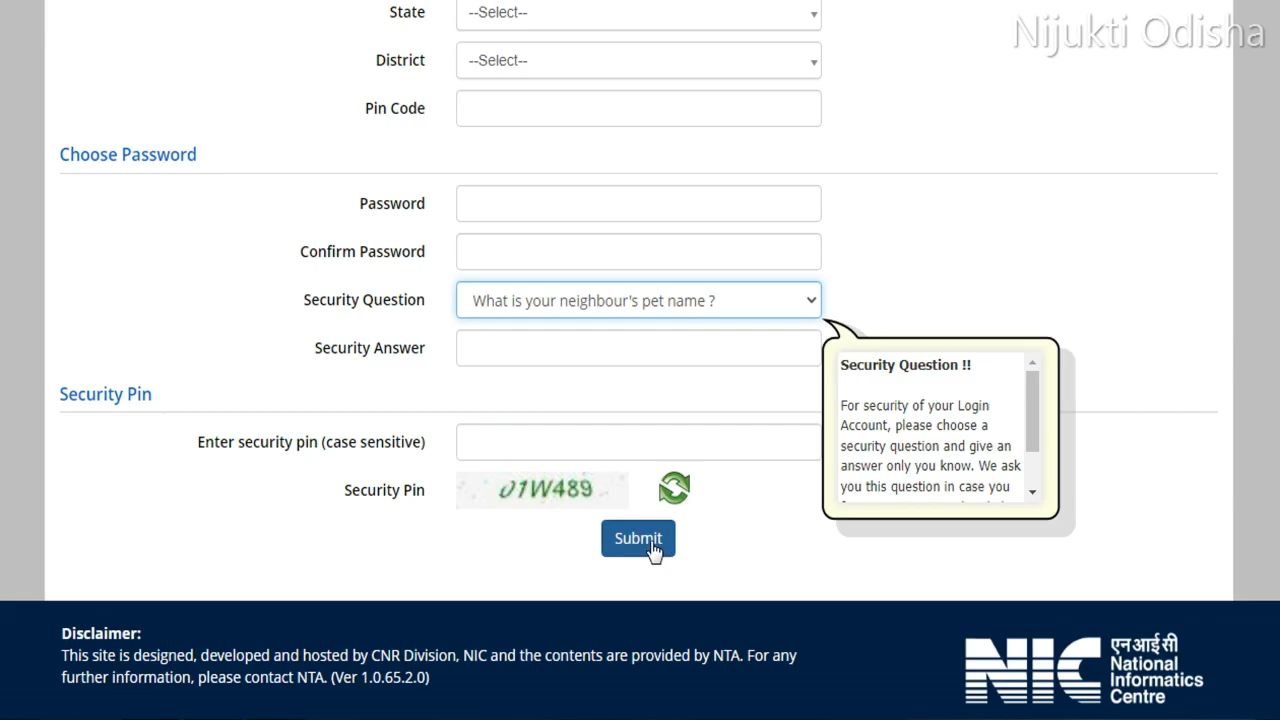 Nijukti Odisha
State --Select--
District --Select--
Pin Code
Choose Password
Password
Confirm Password
Security Question What is your neighbour's pet name ?
Security Answer
Security Question !!
For security of your Login
Account, please choose a
security question and give an
answer only you know. We ask
you this question in case you
Security Pin
Enter security pin (case sensitive)
Security Pin 01W489
Submit
Disclaimer:
This site is designed, developed and hosted by CNR Division, NIC and the contents are provided by NTA. For any
further information, please contact NTA. (Ver 1.0.65.2.0)
NIC
एन आई सी
National
Informatics
Centre